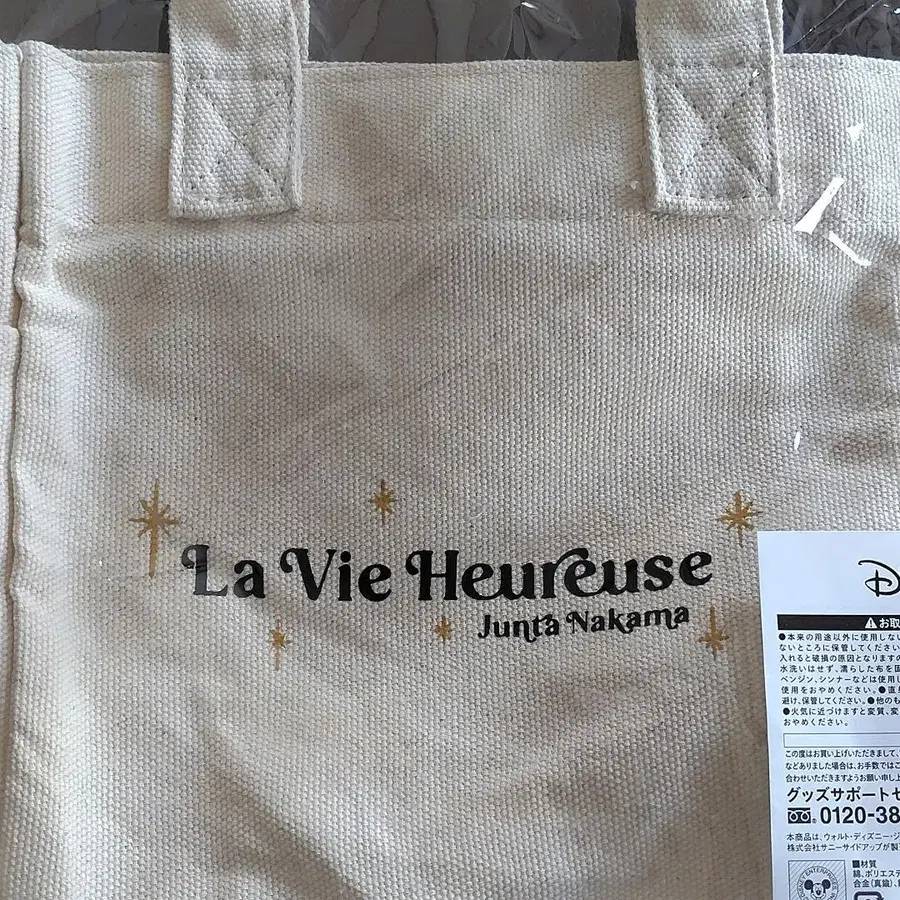 La Vie Heureuse
Junta Nakama
お取
●本来の用途以外に使用しない
ないところに保管してください
入れると破損の原因となりますの
水洗いはせず、濡らした布を固
ベンジン、シンナーなどは使用し
使用をおやめください。●直射
避け、保管してください。●他のも
●火気に近づけますと変質、変
おやめください。
この度はお買い上げいただきまして、
などありました場合は、お手数ではご
合わせいただきますようお願い申し上
グッズサポートセ
0120-38
本商品は、ウォルト・ディズニー・ジ
株式会社サニーサイドアップが製
■材質
綿、ポリエステ
合金(真鍮)、